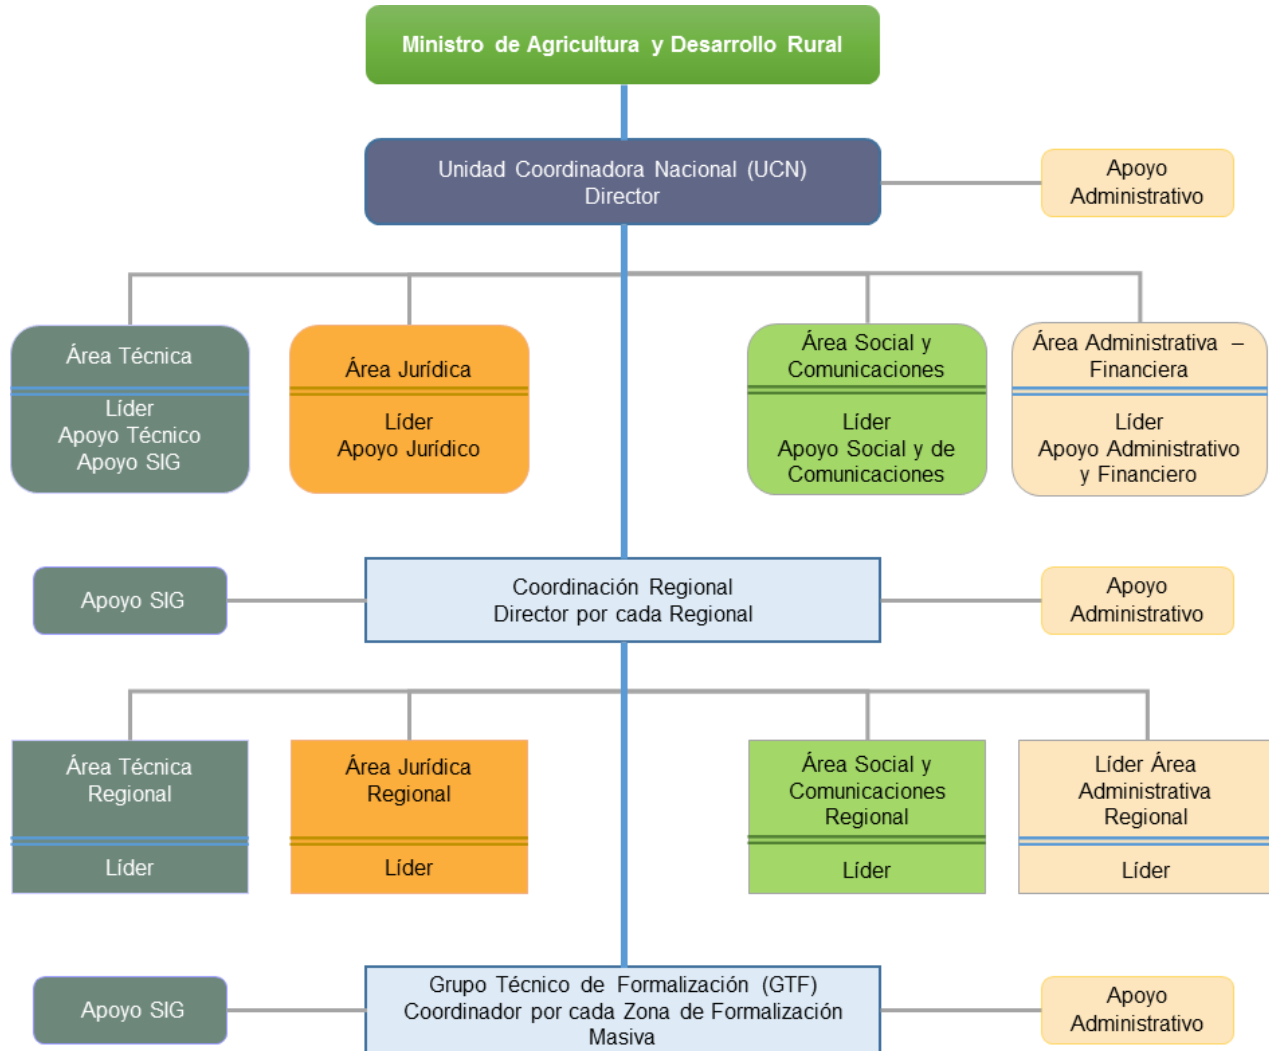 Ministro de Agricultura y Desarrollo Rural
Unidad Coordinadora Nacional (UCN)
Director
Apoyo
Administrativo
Área Técnica
Líder
Apoyo Técnico
Apoyo SIG
Área Jurídica
Líder
Apoyo Jurídico
Área Social y
Comunicaciones
Líder
Apoyo Social y de
Comunicaciones
Área Administrativa –
Financiera
Líder
Apoyo Administrativo
y Financiero
Apoyo SIG
Coordinación Regional
Director por cada Regional
Apoyo
Administrativo
Área Técnica
Regional
Líder
Área Jurídica
Regional
Líder
Área Social y
Comunicaciones
Regional
Líder
Líder Área
Administrativa
Regional
Líder
Apoyo SIG
Grupo Técnico de Formalización (GTF)
Coordinador por cada Zona de Formalización
Masiva
Apoyo
Administrativo